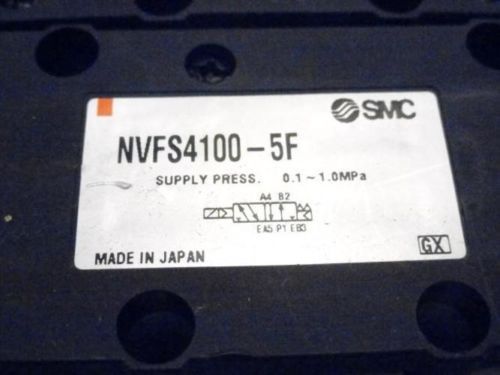 SMC
NVFS4100-5F
SUPPLY PRESS. 0.1~1.0MPa
A4 B2
EA5 P1 EB3
MADE IN JAPAN
GX